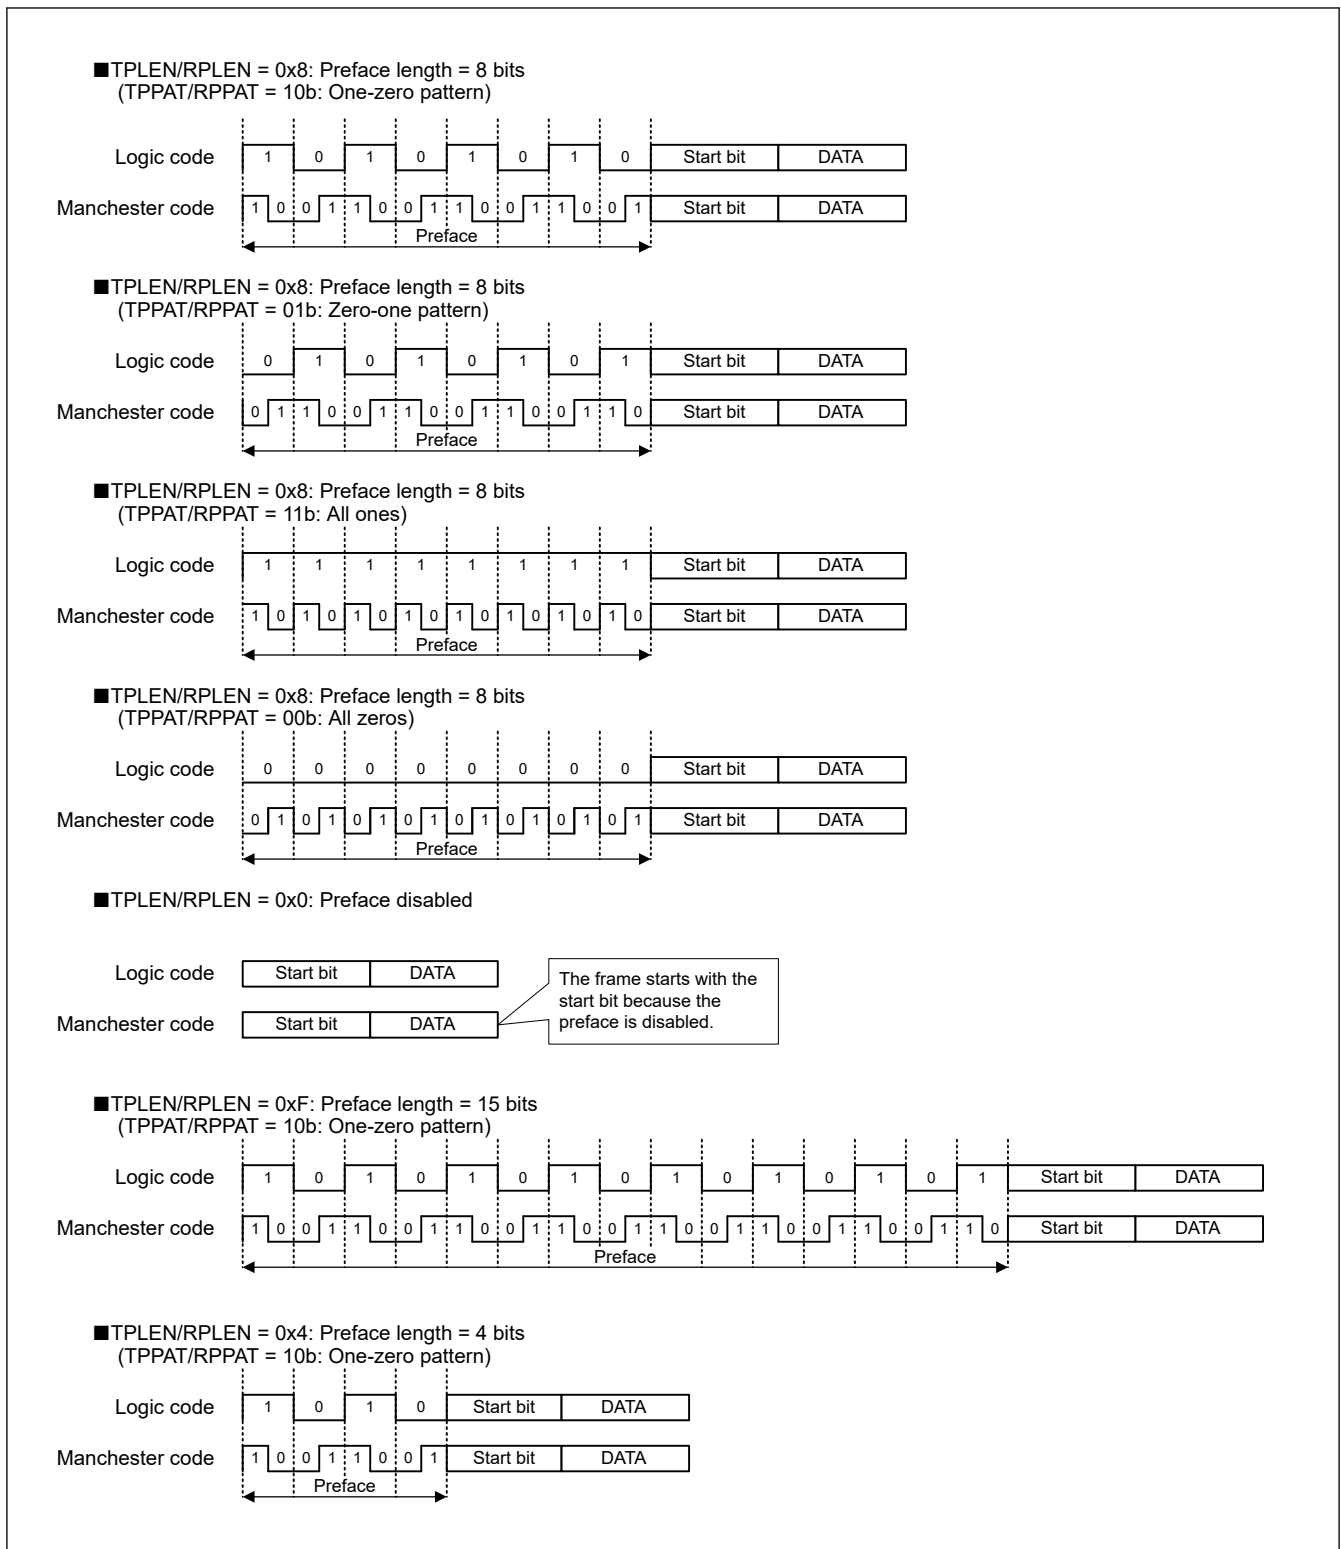 ■TPLEN/RPLEN = 0x8: Preface length = 8 bits
(TPPAT/RPPAT = 10b: One-zero pattern)
Logic code 1 0 1 0 1 0 1 0 Start bit DATA
Manchester code 1 0 0 1 1 0 0 1 1 0 0 1 1 0 0 1 Start bit DATA
Preface
■TPLEN/RPLEN = 0x8: Preface length = 8 bits
(TPPAT/RPPAT = 01b: Zero-one pattern)
Logic code 0 1 0 1 0 1 0 1 Start bit DATA
Manchester code 0 1 1 0 0 1 1 0 0 1 1 0 0 1 1 0 Start bit DATA
Preface
■TPLEN/RPLEN = 0x8: Preface length = 8 bits
(TPPAT/RPPAT = 11b: All ones)
Logic code 1 1 1 1 1 1 1 1 Start bit DATA
Manchester code 1 0 1 0 1 0 1 0 1 0 1 0 1 0 1 0 Start bit DATA
Preface
■TPLEN/RPLEN = 0x8: Preface length = 8 bits
(TPPAT/RPPAT = 00b: All zeros)
Logic code 0 0 0 0 0 0 0 0 Start bit DATA
Manchester code 0 1 0 1 0 1 0 1 0 1 0 1 0 1 0 1 Start bit DATA
Preface
■TPLEN/RPLEN = 0x0: Preface disabled
Logic code Start bit DATA
Manchester code Start bit DATA
The frame starts with the
start bit because the
preface is disabled.
■TPLEN/RPLEN = 0xF: Preface length = 15 bits
(TPPAT/RPPAT = 10b: One-zero pattern)
Logic code 1 0 1 0 1 0 1 0 1 0 1 0 1 0 1 Start bit DATA
Manchester code 1 0 0 1 1 0 0 1 1 0 0 1 1 0 0 1 1 0 0 1 1 0 0 1 1 0 0 1 1 0 Start bit DATA
Preface
■TPLEN/RPLEN = 0x4: Preface length = 4 bits
(TPPAT/RPPAT = 10b: One-zero pattern)
Logic code 1 0 1 0 Start bit DATA
Manchester code 1 0 0 1 1 0 0 1 Start bit DATA
Preface